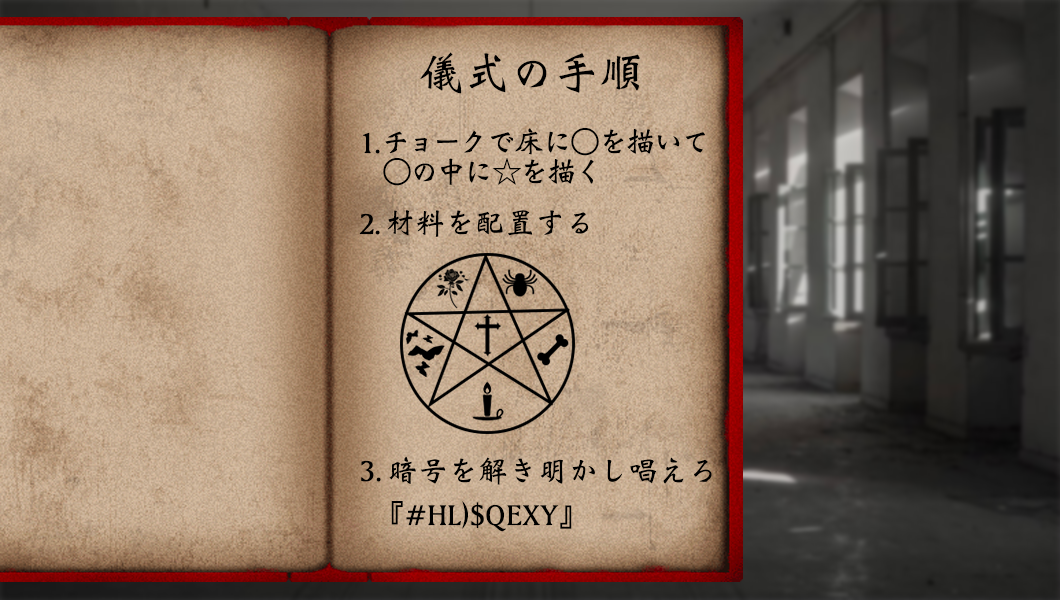 儀式の手順
1.チョークで床に〇を描いて
〇の中に☆を描く
2.材料を配置する
3.暗号を解き明かし唱えろ
『#HL)$QEXY』